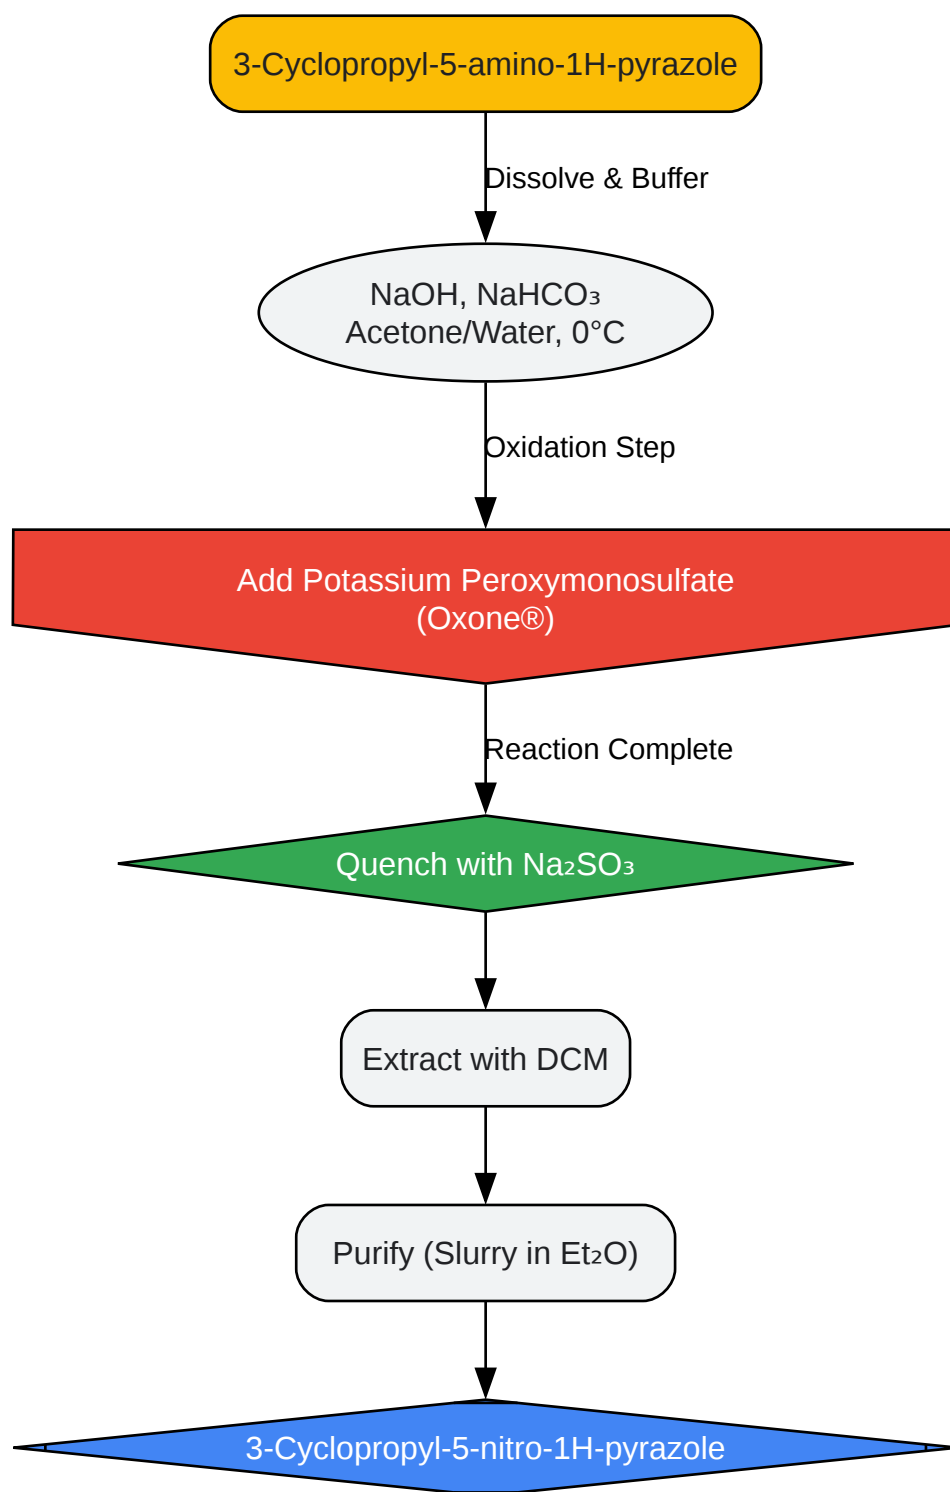 3-Cyclopropyl-5-amino-1H-pyrazole
Dissolve & Buffer
NaOH, NaHCO₃
Acetone/Water, 0°C
Oxidation Step
Add Potassium Peroxymonosulfate
(Oxone®)
Reaction Complete
Quench with Na₂SO₃
Extract with DCM
Purify (Slurry in Et₂O)
3-Cyclopropyl-5-nitro-1H-pyrazole